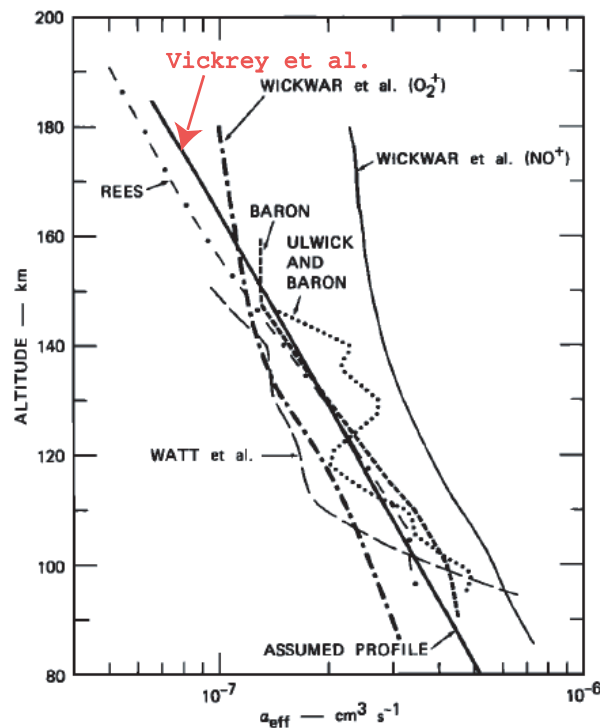 200
Vickrey et al.
WICKWAR et al. (O₂⁺)
180
WICKWAR et al. (NO⁺)
REES
BARON
160
ULWICK
AND
BARON
ALTITUDE — km
140
120
WATT et al.
100
ASSUMED PROFILE
80
10⁻⁷
10⁻⁶
αeff — cm³ s⁻¹